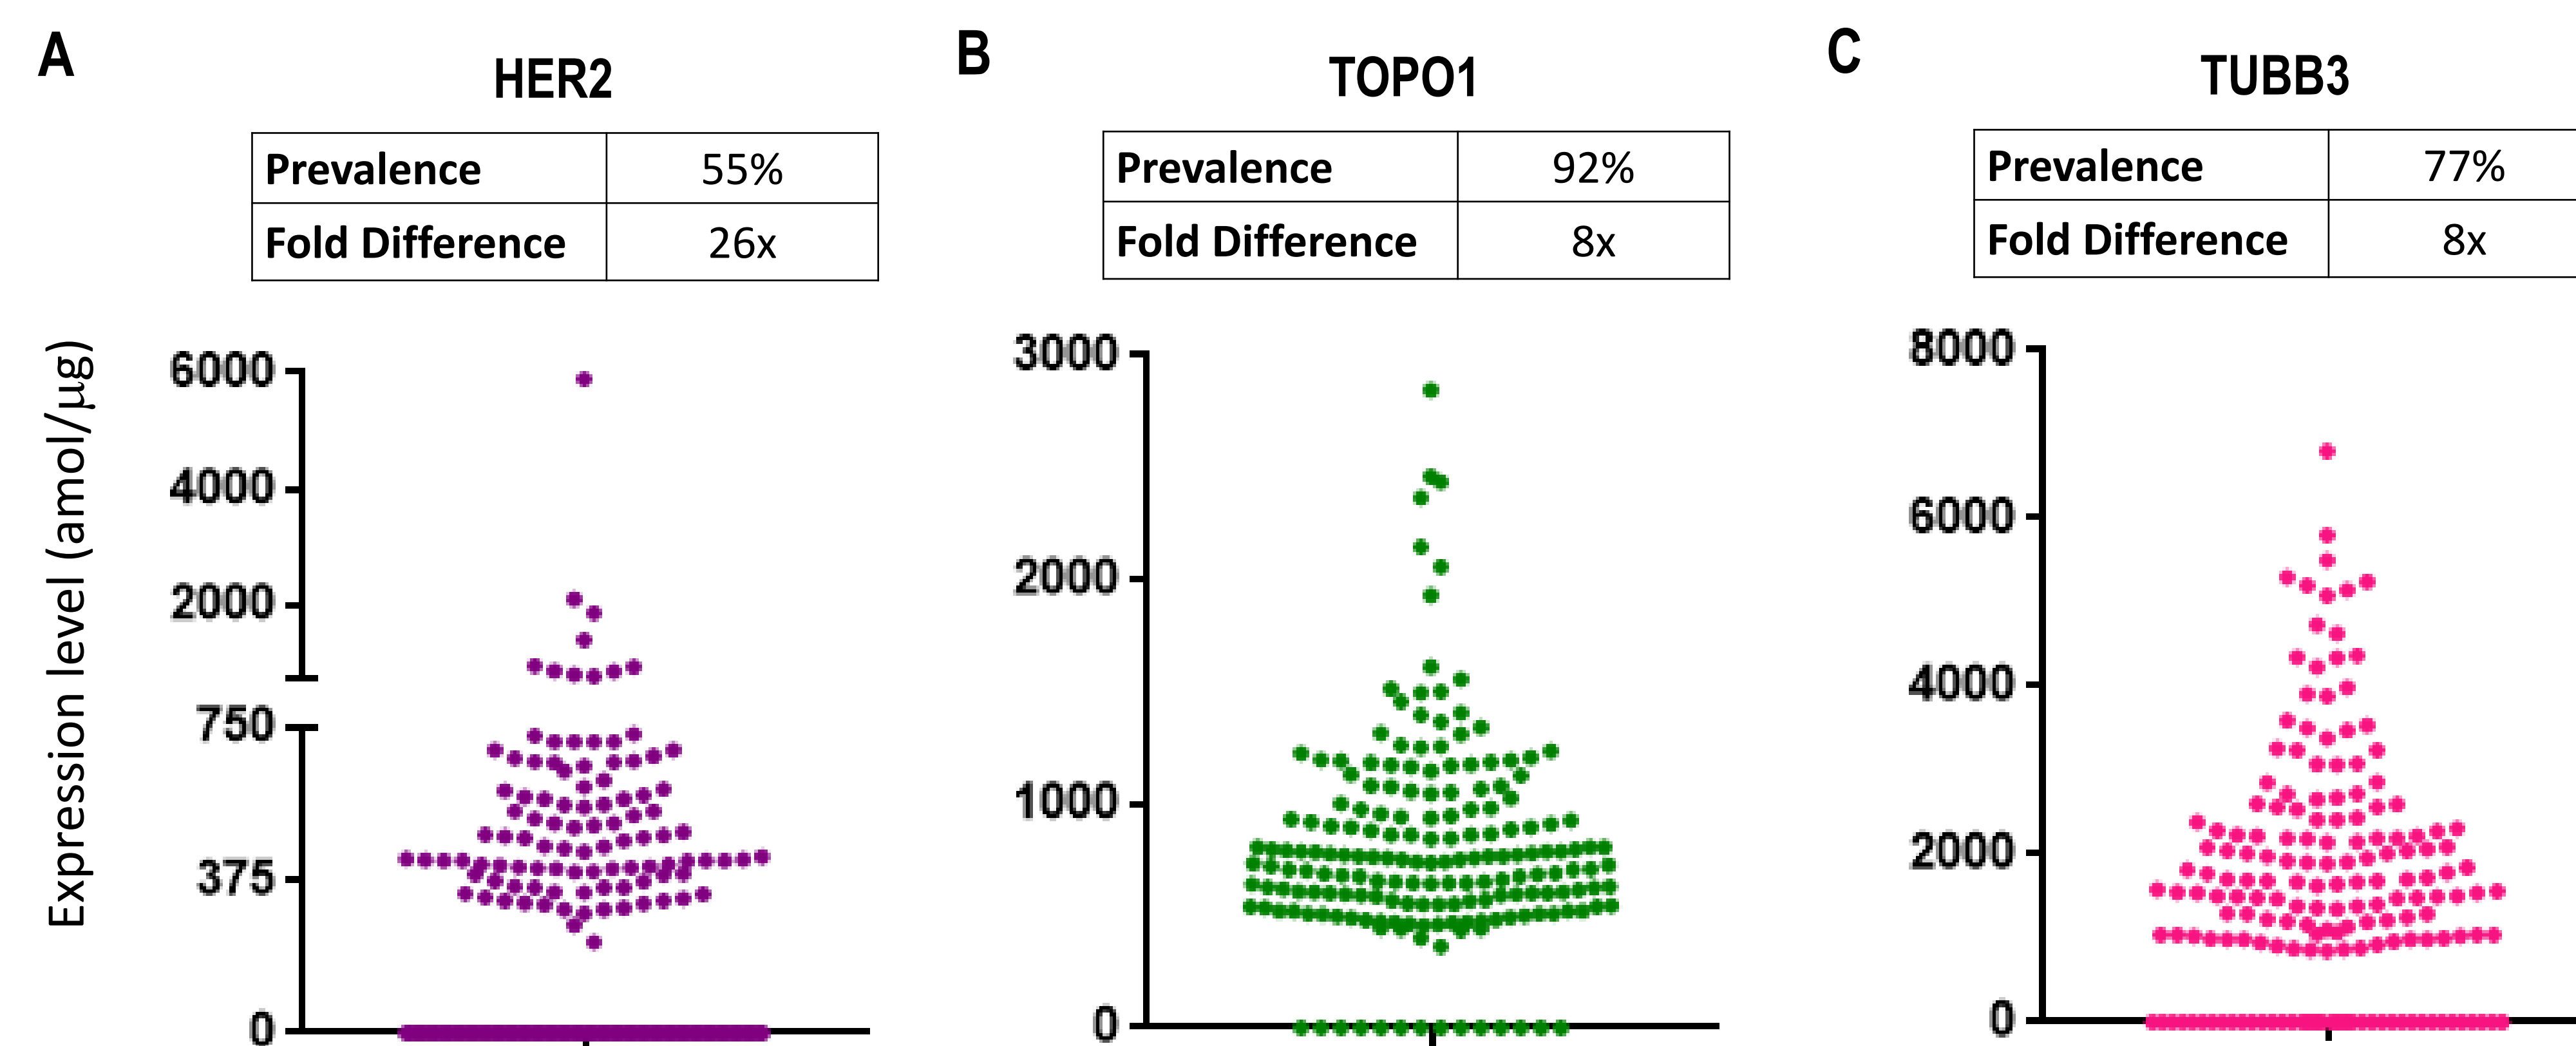 A
HER2
Prevalence 55%
Fold Difference 26x
Expression level (amol/µg)
6000
4000
2000
750
375
0
B
TOPO1
Prevalence 92%
Fold Difference 8x
3000
2000
1000
0
C
TUBB3
Prevalence 77%
Fold Difference 8x
8000
6000
4000
2000
0